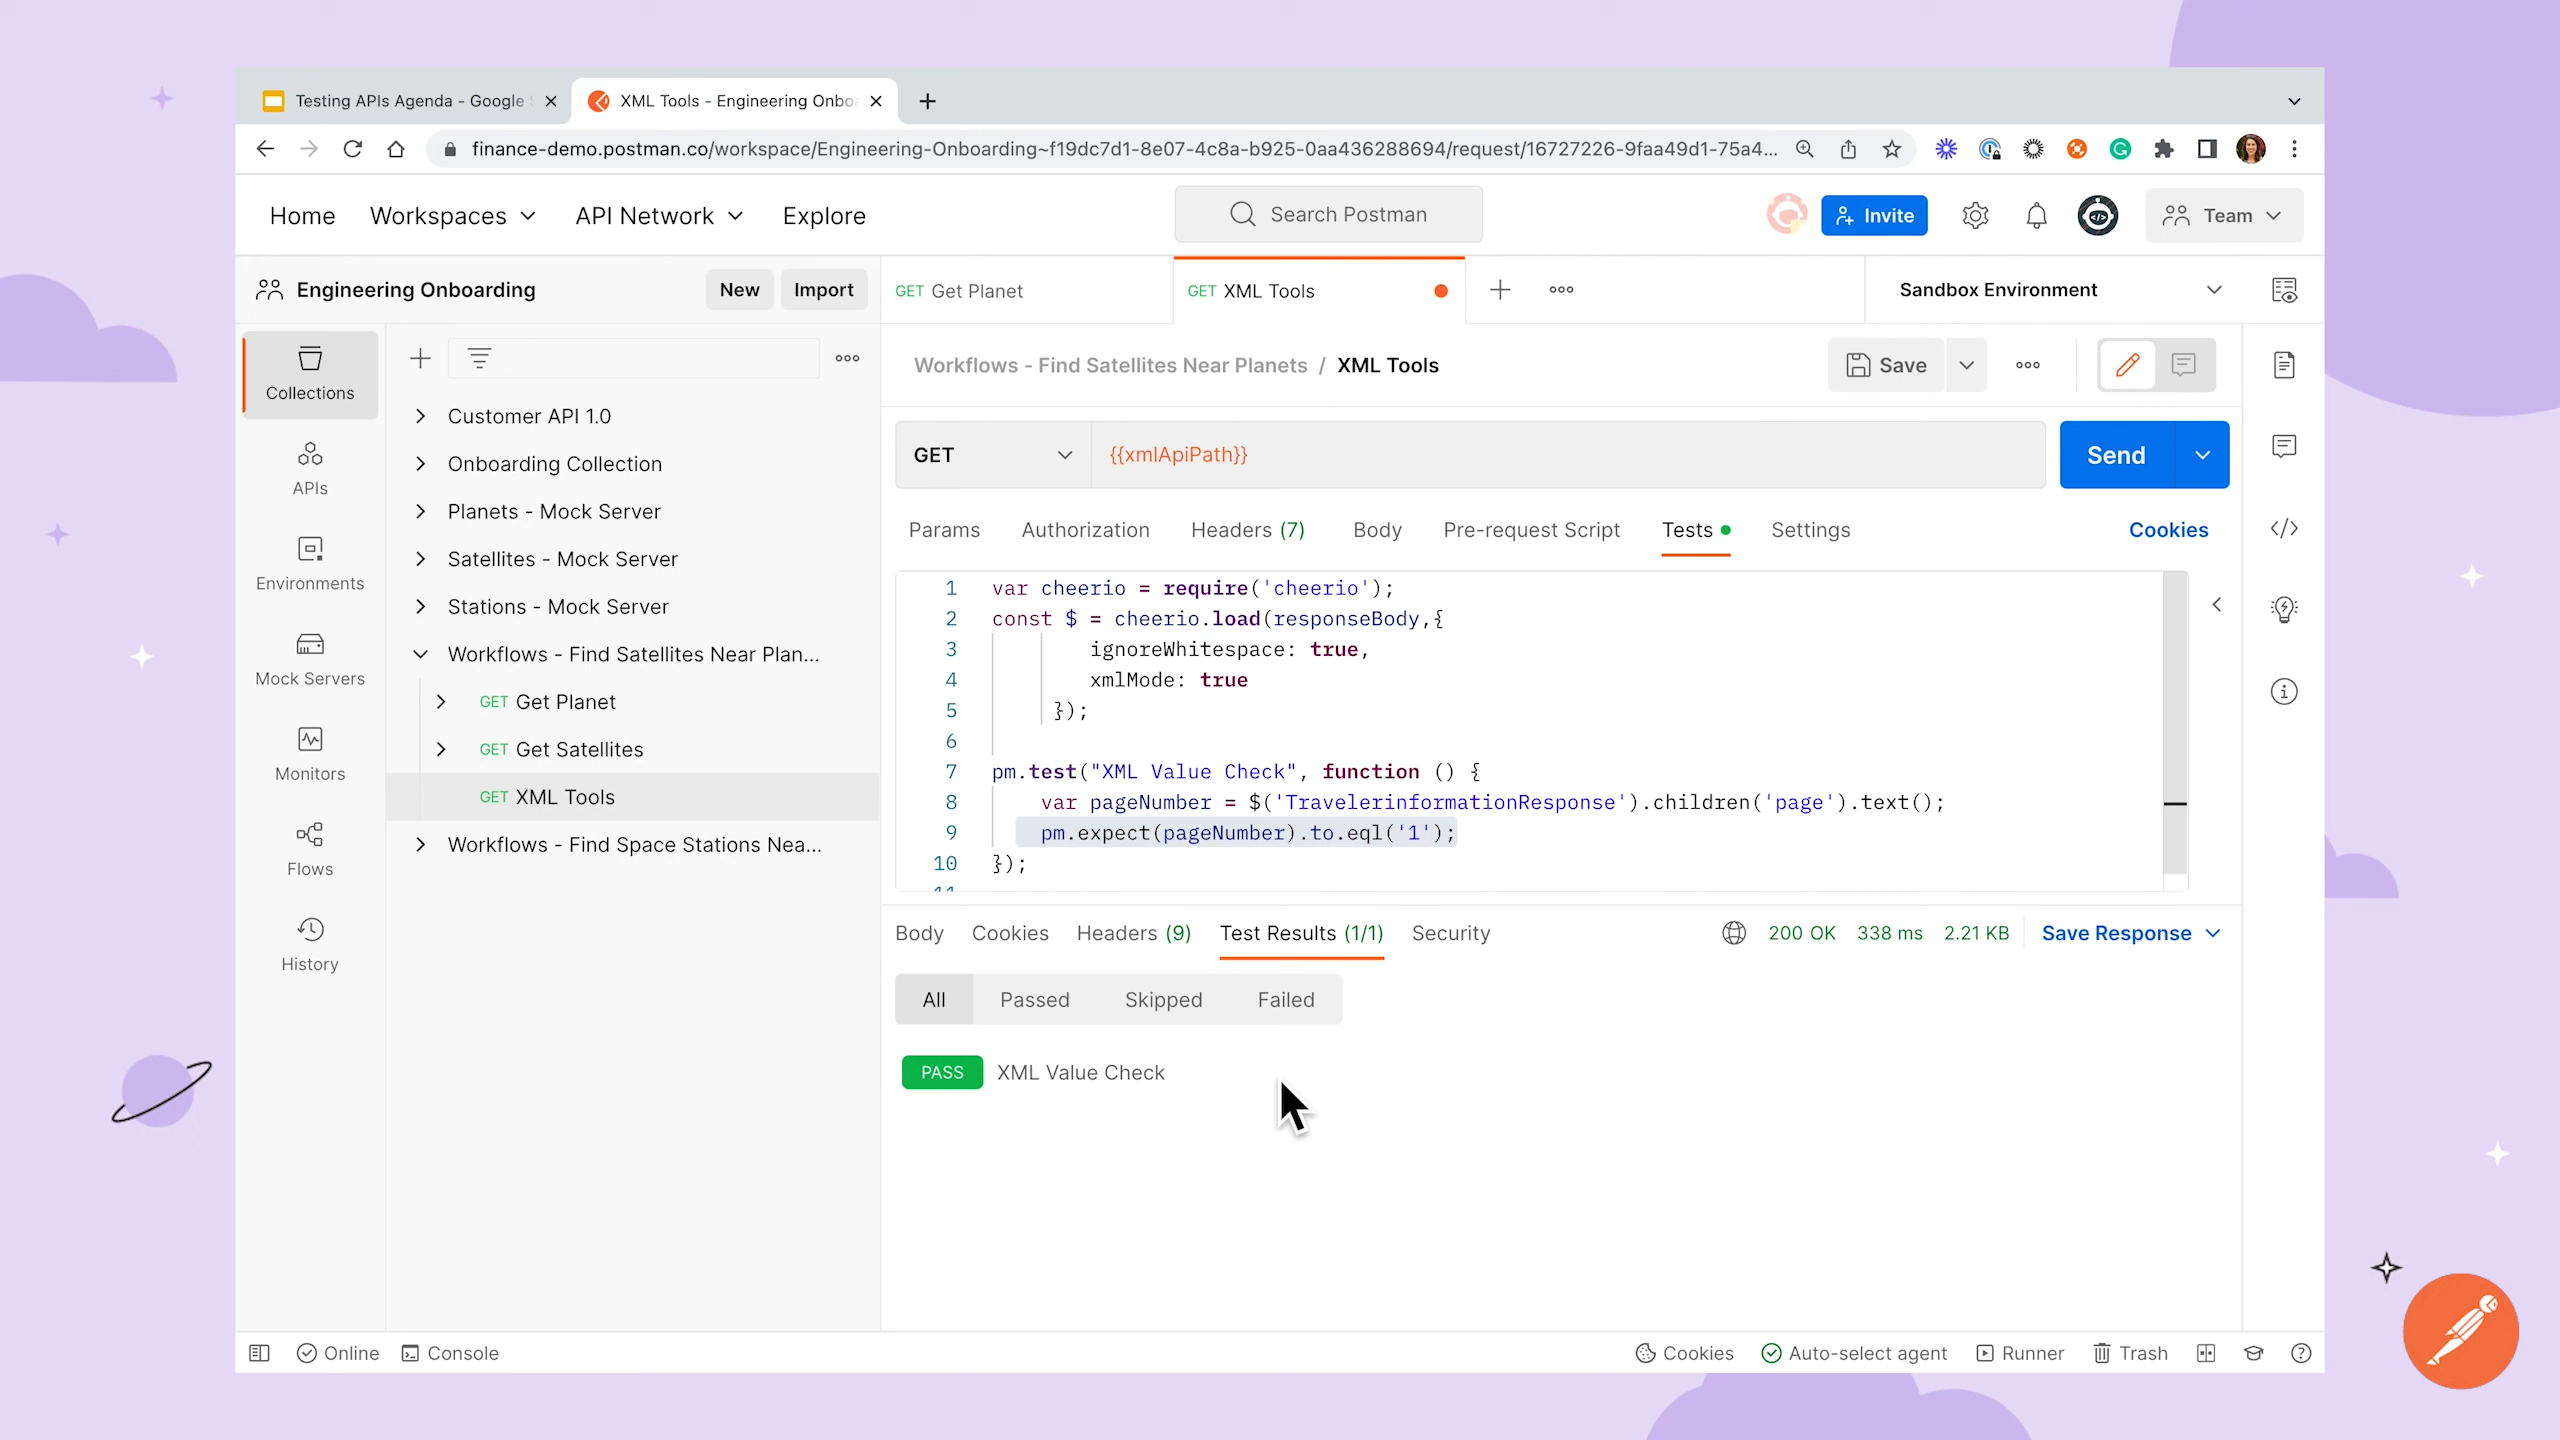 Testing APIs Agenda - Google
XML Tools - Engineering Onbo
finance-demo.postman.co/workspace/Engineering-Onboarding~f19dc7d1-8e07-4c8a-b925-0aa436288694/request/16727226-9faa49d1-75a4...
Home Workspaces API Network Explore
Search Postman
Invite
Team
Engineering Onboarding
New Import
GET Get Planet
GET XML Tools
Sandbox Environment
Collections
APIs
Environments
Mock Servers
Monitors
Flows
History
Customer API 1.0
Onboarding Collection
Planets - Mock Server
Satellites - Mock Server
Stations - Mock Server
Workflows - Find Satellites Near Plan...
GET Get Planet
GET Get Satellites
GET XML Tools
Workflows - Find Space Stations Nea...
Workflows - Find Satellites Near Planets / XML Tools
Save
GET {{xmlApiPath}}
Send
Params Authorization Headers (7) Body Pre-request Script Tests Settings Cookies
1 var cheerio = require('cheerio');
2 const $ = cheerio.load(responseBody,{
3 ignoreWhitespace: true,
4 xmlMode: true
5 });
6
7 pm.test("XML Value Check", function () {
8 var pageNumber = $('TravelerinformationResponse').children('page').text();
9 pm.expect(pageNumber).to.eql('1');
10 });
11
Body Cookies Headers (9) Test Results (1/1) Security
200 OK 338 ms 2.21 KB Save Response
All Passed Skipped Failed
PASS XML Value Check
Online Console
Cookies Auto-select agent Runner Trash